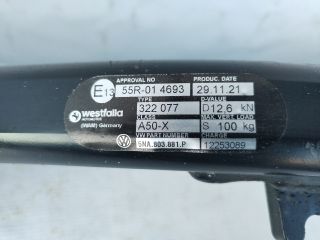 APPROVAL NO PRODUC. DATE
E13 55R-01 4693 29.11.21
TYPE D-VALUE
322 077 D12,6 kN
westfalia CLASS MAX. VERT LOAD
AUTOMOTIVE
(WAM) Germany A50-X S 100 kg
VW PART NUMBER CHARGE
5NA.803.881.P 12253089